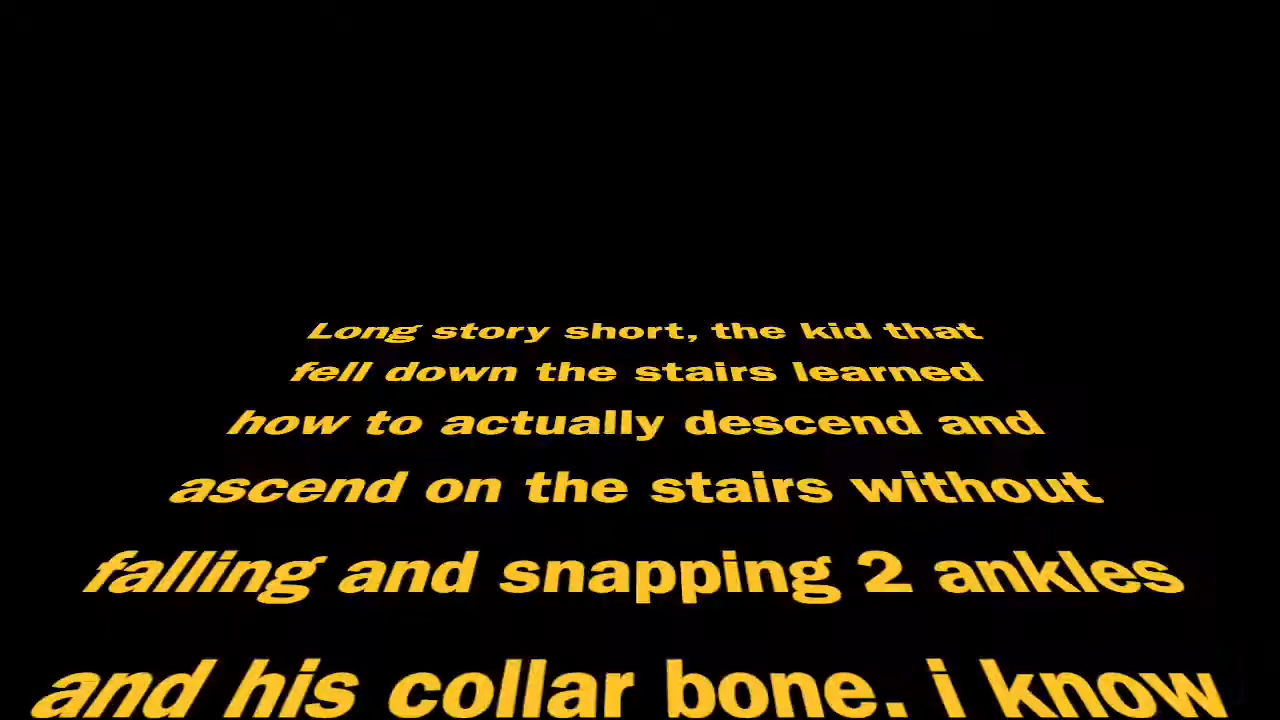 Long story short, the kid that
fell down the stairs learned
how to actually descend and
ascend on the stairs without
falling and snapping 2 ankles
and his collar bone. i know